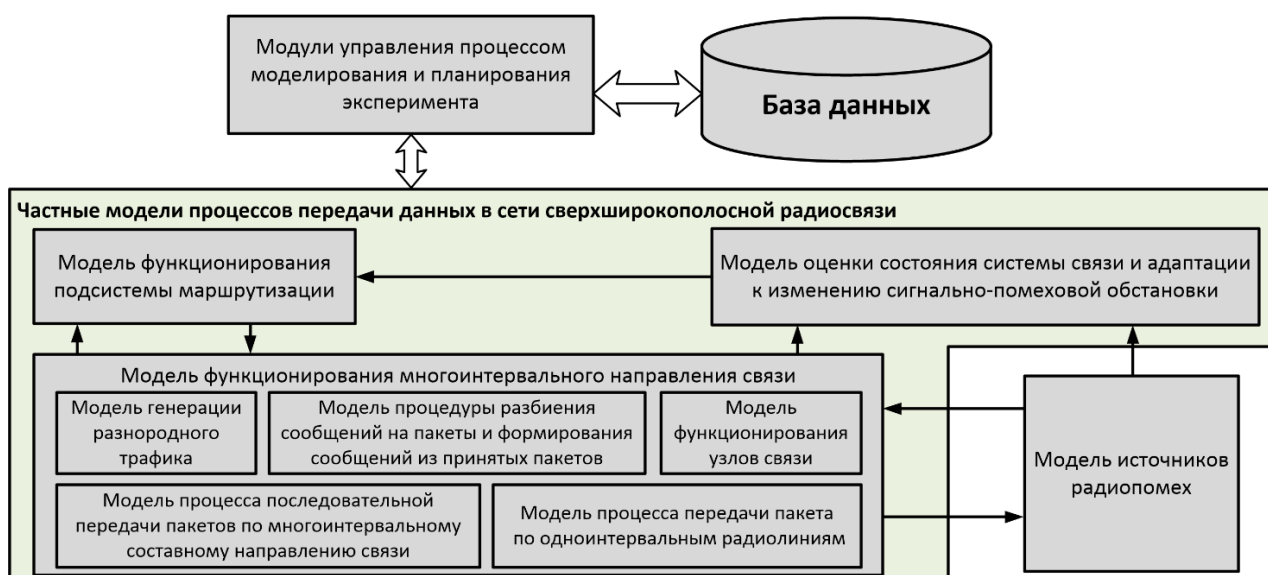 Модули управления процессом
моделирования и планирования
эксперимента
База данных
Частные модели процессов передачи данных в сети сверхширокополосной радиосвязи
Модель функционирования
подсистемы маршрутизации
Модель оценки состояния системы связи и адаптации
к изменению сигнально-помеховой обстановки
Модель функционирования многоинтервального направления связи
Модель генерации
разнородного
трафика
Модель процедуры разбиения
сообщений на пакеты и формирования
сообщений из принятых пакетов
Модель
функционирования
узлов связи
Модель процесса последовательной
передачи пакетов по многоинтервальному
составному направлению связи
Модель процесса передачи пакета
по одноинтервальным радиолиниям
Модель источников
радиопомех